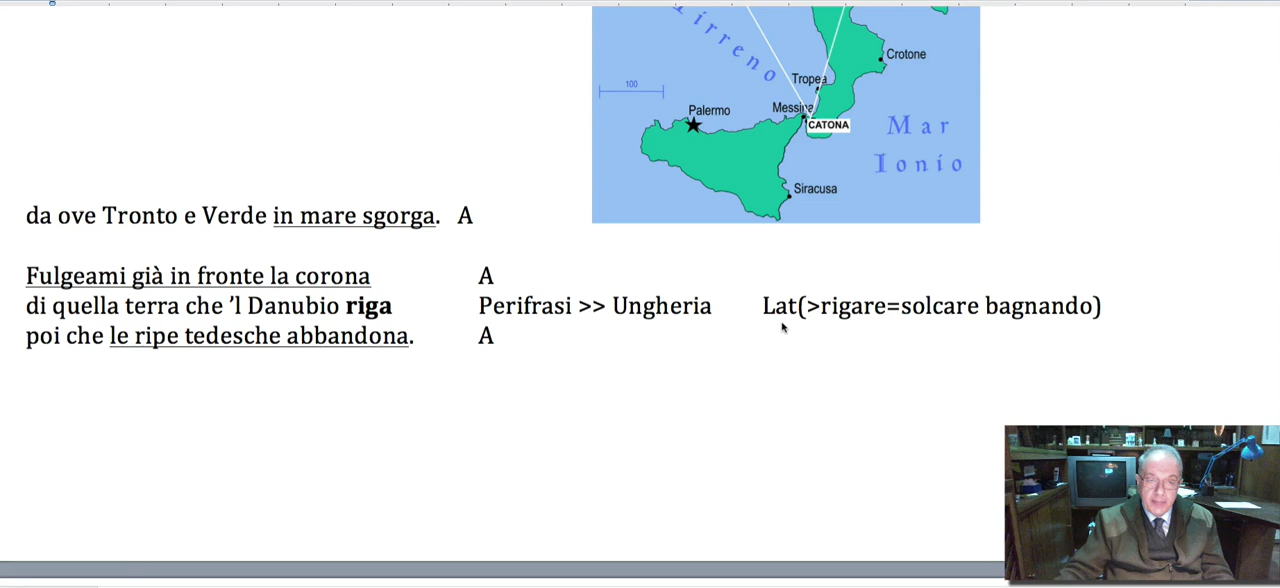 Tirreno
Crotone
Tropea
100
Palermo
Messina
CATONA
Mar
Ionio
Siracusa
da ove Tronto e Verde in mare sgorga. A
Fulgeami già in fronte la corona A
di quella terra che ’l Danubio riga Perifrasi >> Ungheria Lat(>rigare=solcare bagnando)
poi che le ripe tedesche abbandona. A